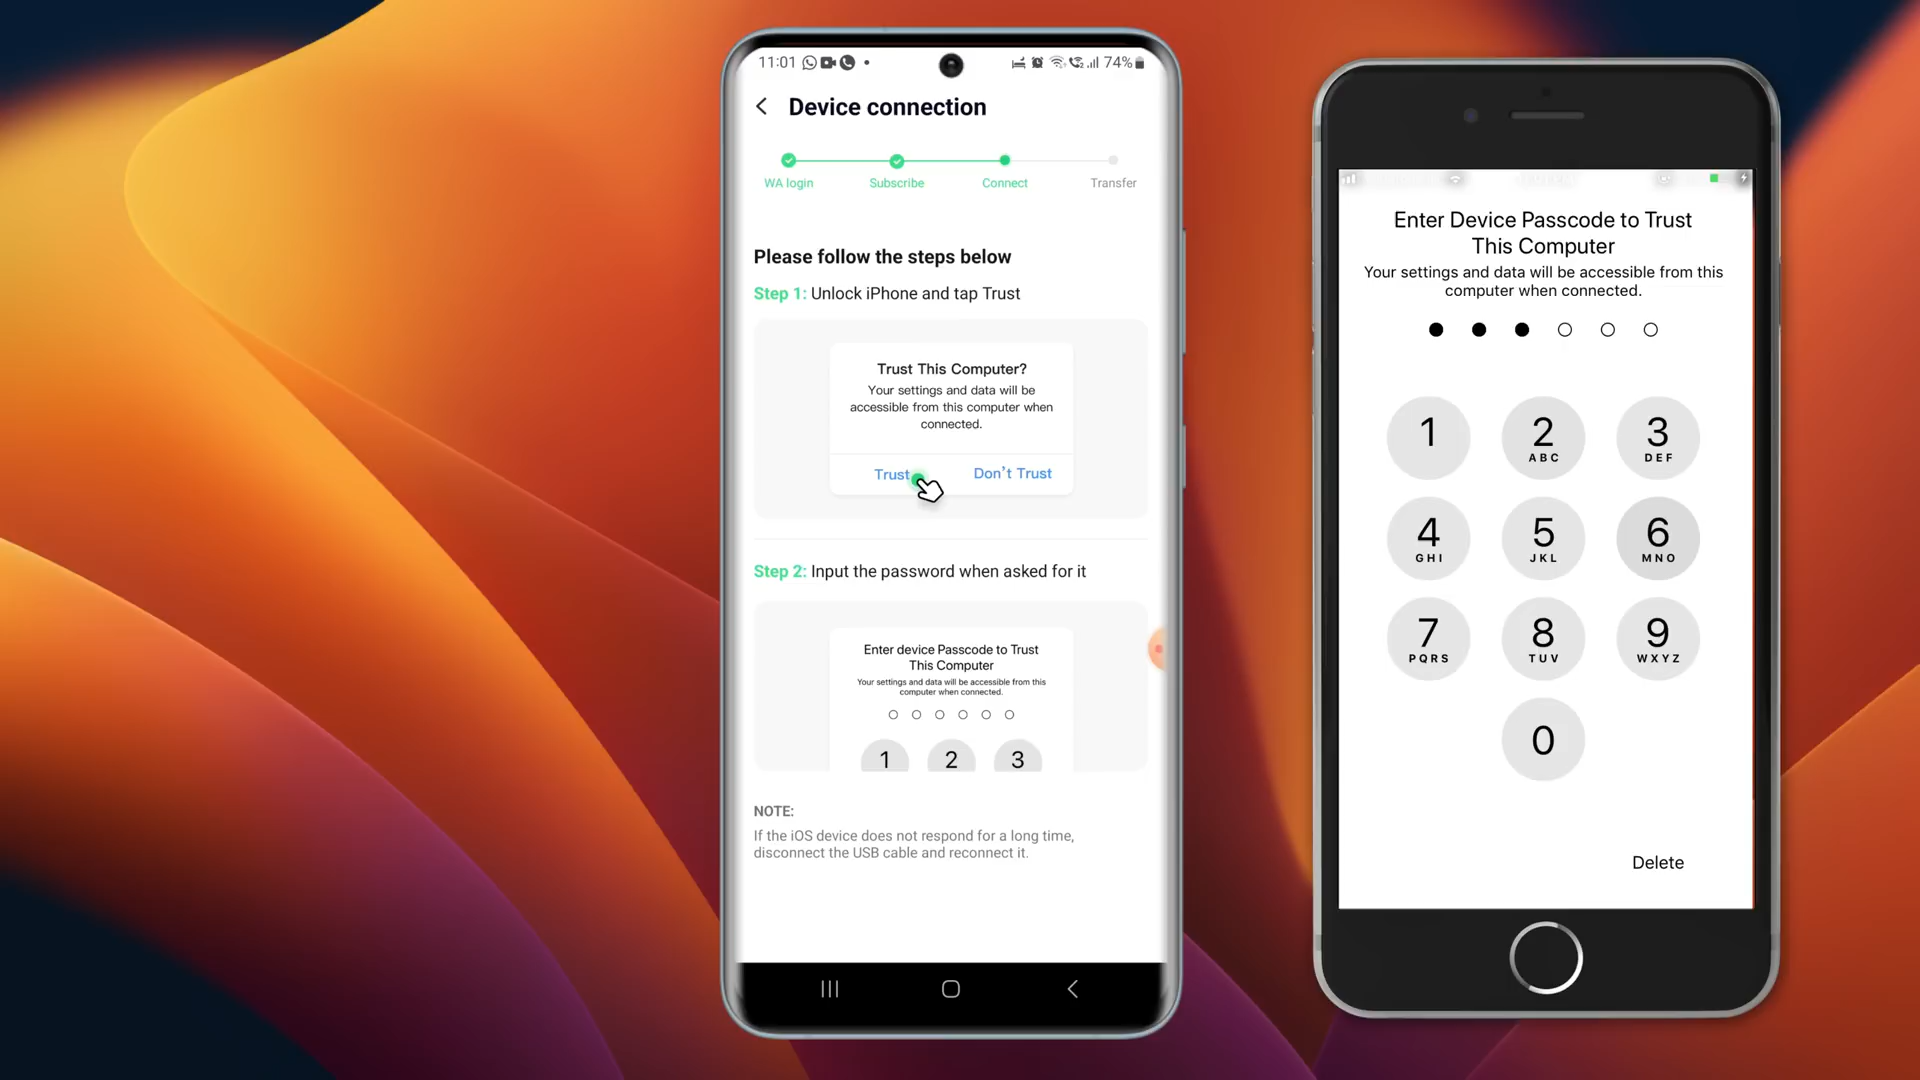 11:01
74%
Device connection
WA login
Subscribe
Connect
Transfer
Please follow the steps below
Step 1: Unlock iPhone and tap Trust
Trust This Computer?
Your settings and data will be
accessible from this computer when
connected.
Trust
Don't Trust
Step 2: Input the password when asked for it
Enter device Passcode to Trust
This Computer
Your settings and data will be accessible from this
computer when connected.
1 2 3
NOTE:
If the iOS device does not respond for a long time,
disconnect the USB cable and reconnect it.
Enter Device Passcode to Trust
This Computer
Your settings and data will be accessible from this
computer when connected.
1 2 3
ABC DEF
4 5 6
GHI JKL MNO
7 8 9
PQRS TUV WXYZ
0
Delete